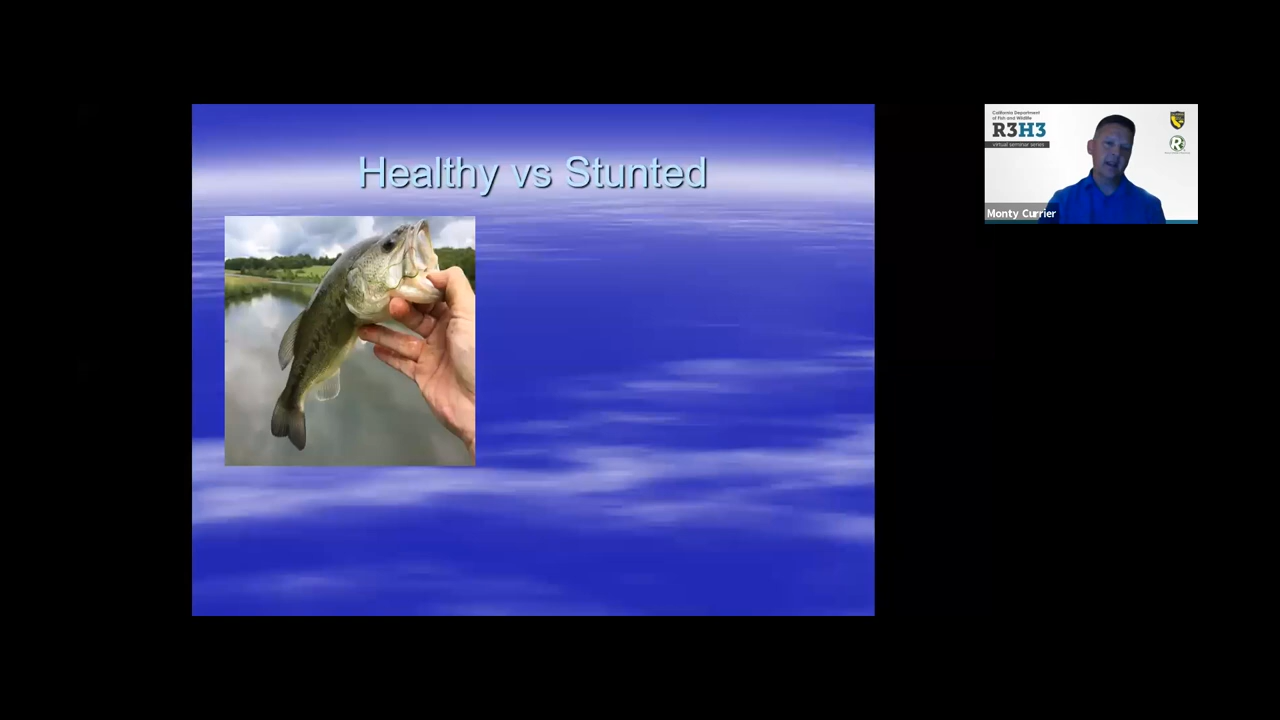 Healthy vs Stunted
California Department
of Fish and Wildlife
R3H3
virtual seminar series
Monty Currier